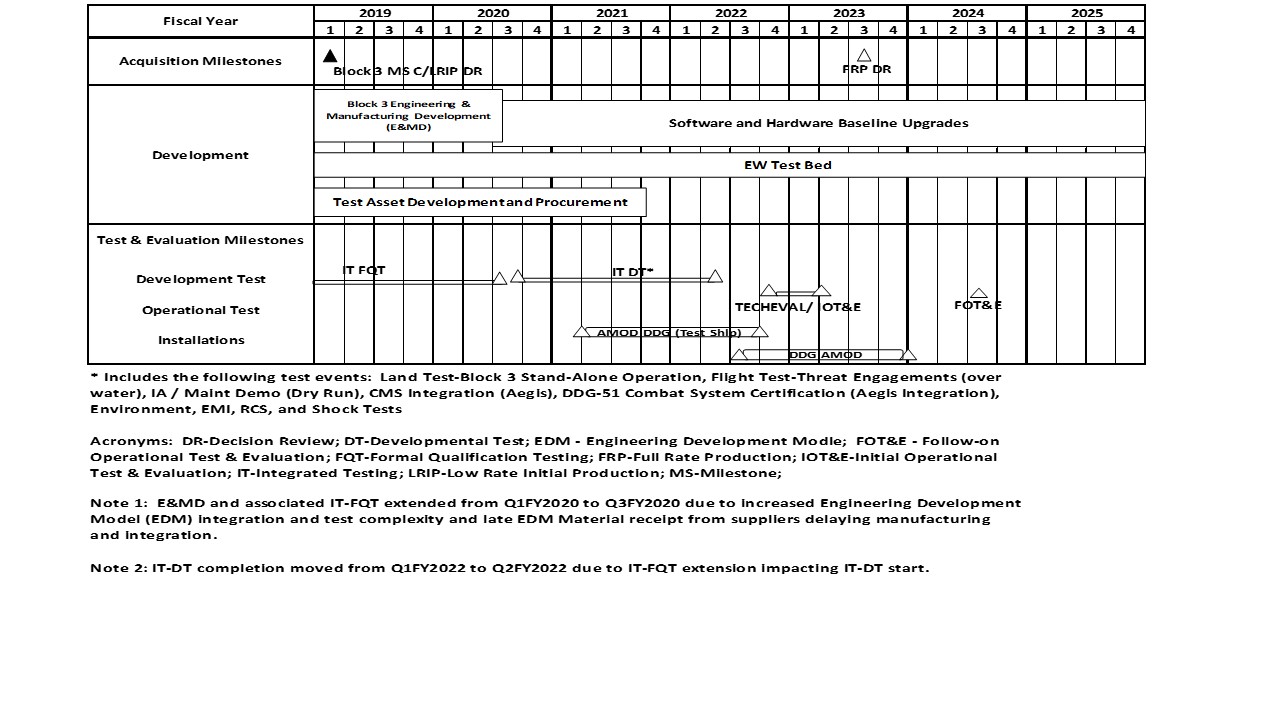 Fiscal Year
2019 2020 2021 2022 2023 2024 2025
1 2 3 4 1 2 3 4 1 2 3 4 1 2 3 4 1 2 3 4 1 2 3 4 1 2 3 4
Acquisition Milestones
Block 3 MS C/LRIP DR
FRP DR
Block 3 Engineering &
Manufacturing Development
(E&MD)
Software and Hardware Baseline Upgrades
Development
EW Test Bed
Test Asset Development and Procurement
Test & Evaluation Milestones
Development Test
IT FQT
IT DT*
Operational Test
TECHEVAL/ IOT&E
FOT&E
Installations
AMOD DDG (Test Ship)
DDG AMOD
* Includes the following test events:  Land Test-Block 3 Stand-Alone Operation, Flight Test-Threat Engagements (over
water), IA / Maint Demo (Dry Run), CMS Integration (Aegis), DDG-51 Combat System Certification (Aegis Integration),
Environment, EMI, RCS, and Shock Tests
Acronyms:  DR-Decision Review; DT-Developmental Test; EDM - Engineering Development Modle;  FOT&E - Follow-on
Operational Test & Evaluation; FQT-Formal Qualification Testing; FRP-Full Rate Production; IOT&E-Initial Operational
Test & Evaluation; IT-Integrated Testing; LRIP-Low Rate Initial Production; MS-Milestone;
Note 1:  E&MD and associated IT-FQT extended from Q1FY2020 to Q3FY2020 due to increased Engineering Development
Model (EDM) integration and test complexity and late EDM Material receipt from suppliers delaying manufacturing
and integration.
Note 2: IT-DT completion moved from Q1FY2022 to Q2FY2022 due to IT-FQT extension impacting IT-DT start.